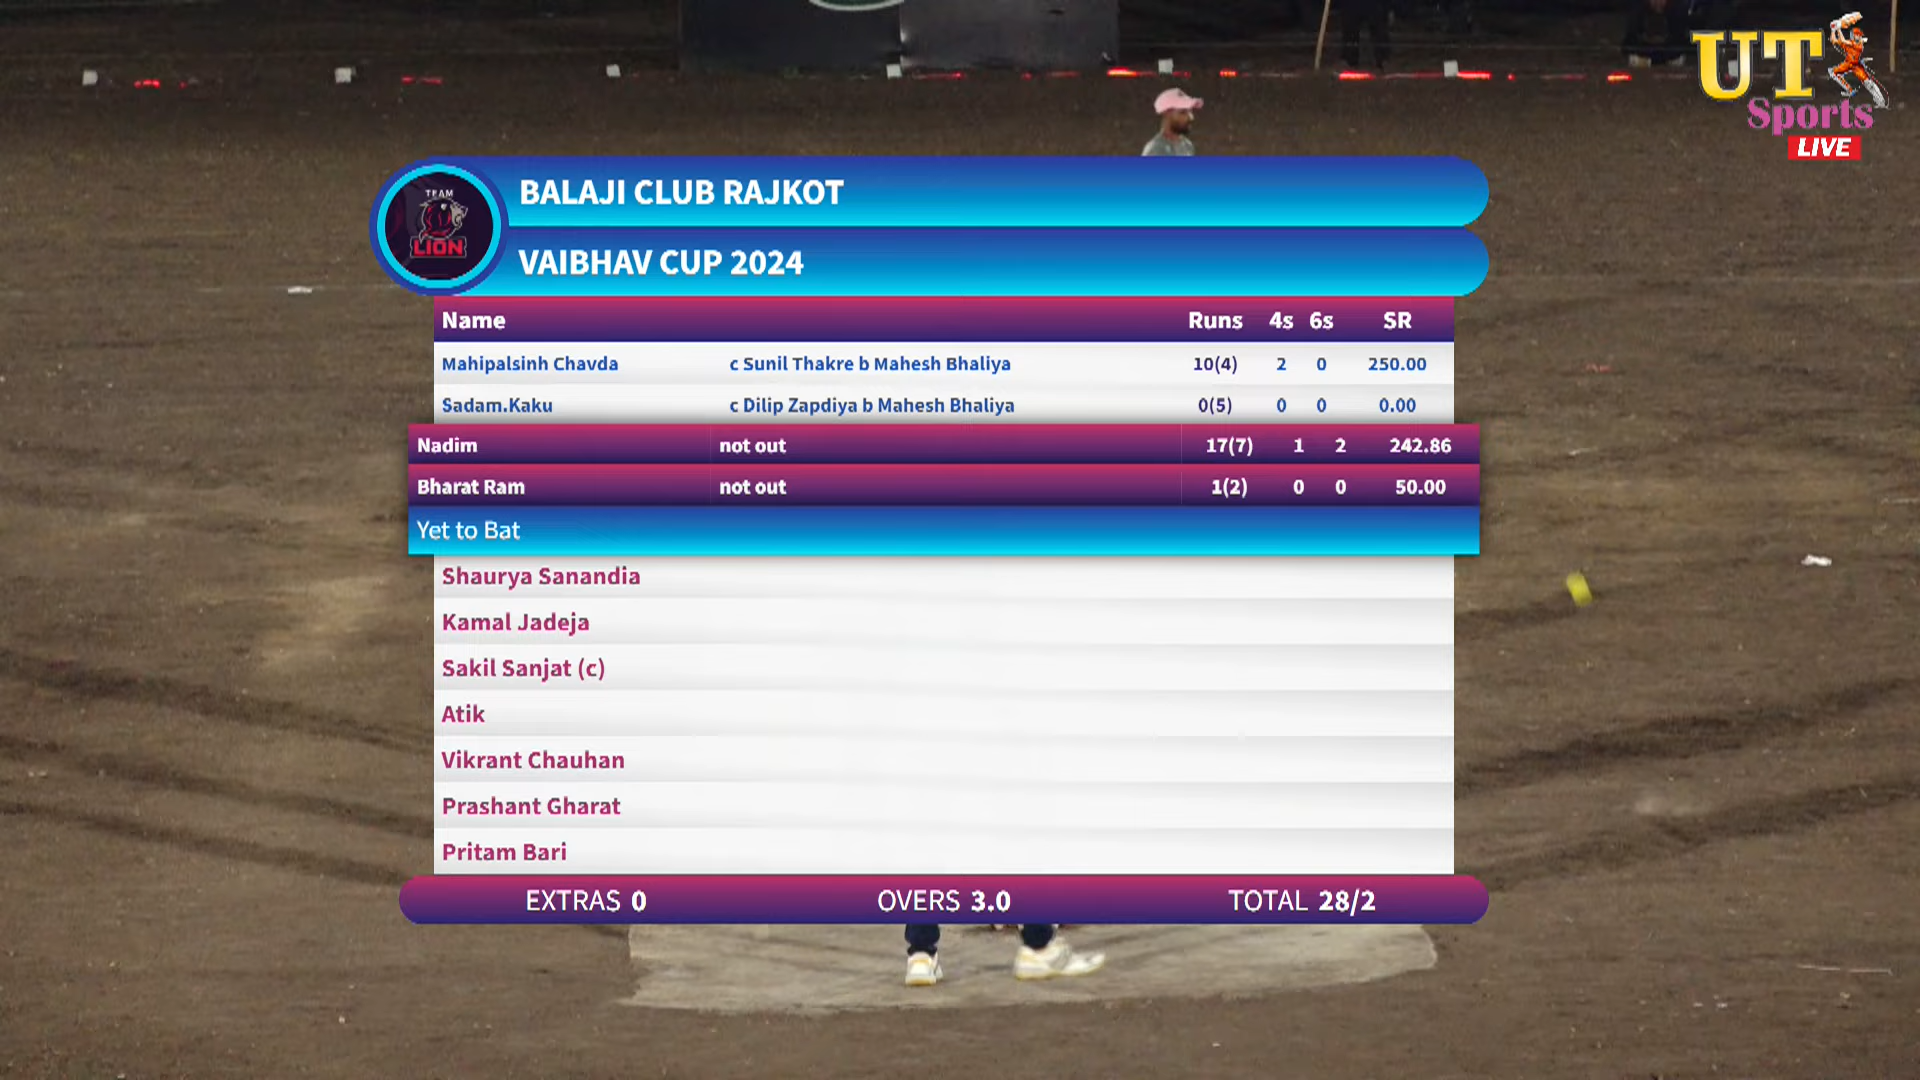 UT
Sports
LIVE
TEAM
LION
BALAJI CLUB RAJKOT
VAIBHAV CUP 2024
Name Runs 4s 6s SR
Mahipalsinh Chavda c Sunil Thakre b Mahesh Bhaliya 10(4) 2 0 250.00
Sadam.Kaku c Dilip Zapdiya b Mahesh Bhaliya 0(5) 0 0 0.00
Nadim not out 17(7) 1 2 242.86
Bharat Ram not out 1(2) 0 0 50.00
Yet to Bat
Shaurya Sanandia
Kamal Jadeja
Sakil Sanjat (c)
Atik
Vikrant Chauhan
Prashant Gharat
Pritam Bari
EXTRAS 0 OVERS 3.0 TOTAL 28/2